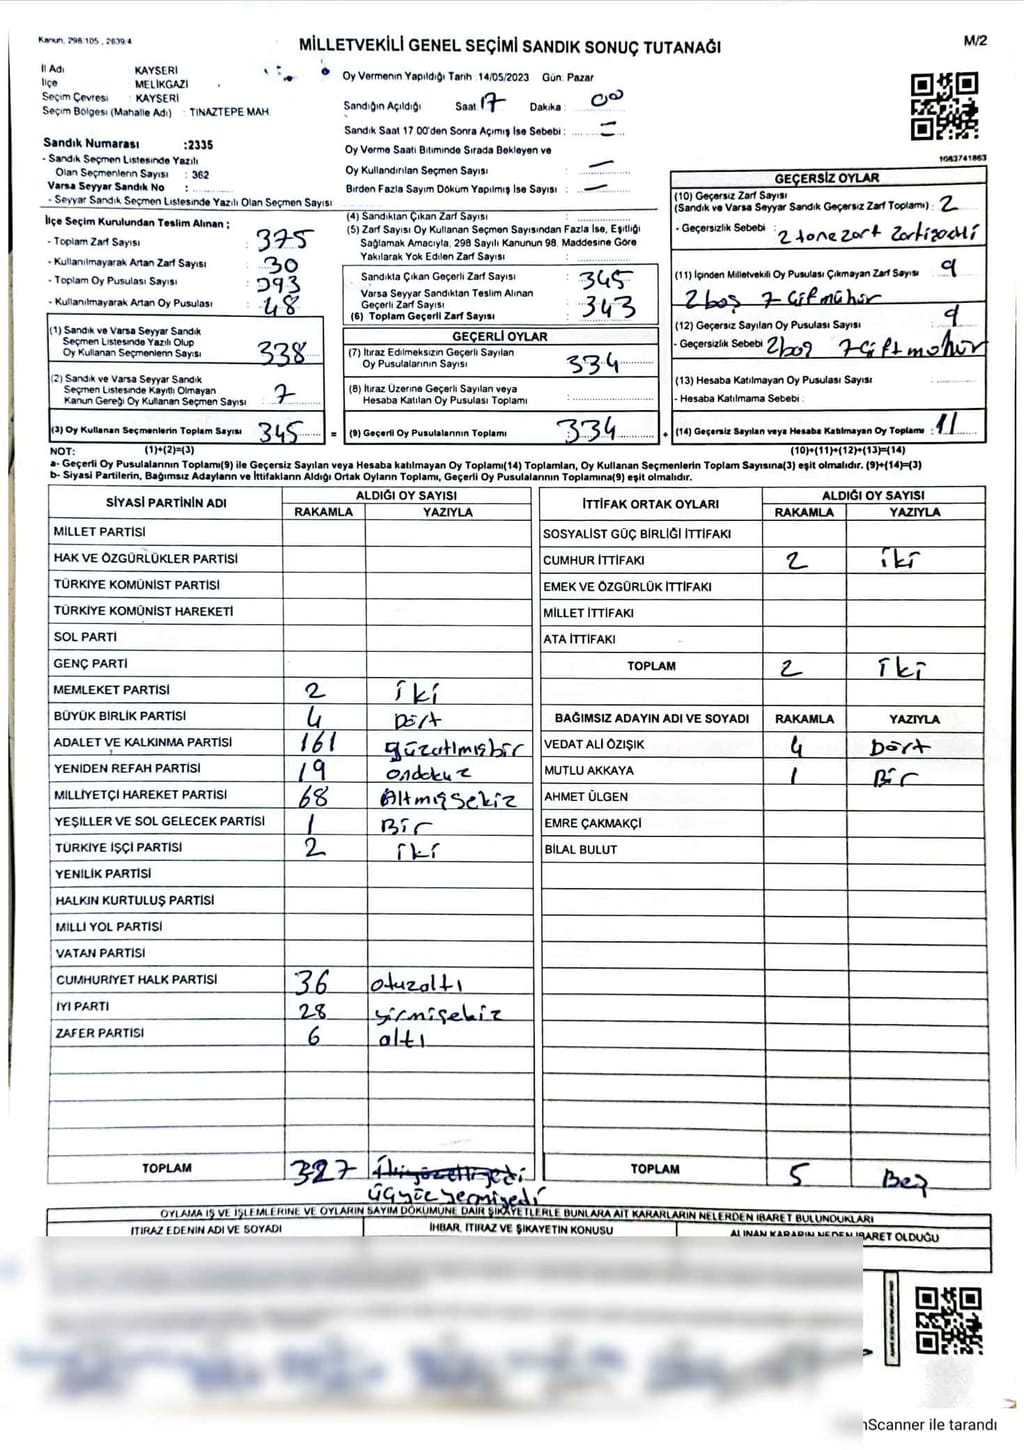 Kanun, 298/105, 2839/4
MİLLETVEKİLİ GENEL SEÇİMİ SANDIK SONUÇ TUTANAĞI
M/2
İl Adı KAYSERİ
İlçe MELİKGAZİ
Seçim Çevresi : KAYSERİ
Seçim Bölgesi (Mahalle Adı) : TINAZTEPE MAH
Sandık Numarası :2335
- Sandık Seçmen Listesinde Yazılı
Olan Seçmenlerin Sayısı : 362
Varsa Seyyar Sandık No :
- Seyyar Sandık Seçmen Listesinde Yazılı Olan Seçmen Sayısı
Oy Vermenin Yapıldığı Tarih :14/05/2023 Gün: Pazar
Sandığın Açıldığı Saat 17 Dakika : 00
Sandık Saat 17.00'den Sonra Açımış İse Sebebi :
Oy Verme Saati Bitiminde Sırada Bekleyen ve
Oy Kullandırılan Seçmen Sayısı : —
Birden Fazla Sayım Döküm Yapılmış İse Sayısı : —
1083741863
İlçe Seçim Kurulundan Teslim Alınan ;
- Toplam Zarf Sayısı : 375
- Kullanılmayarak Artan Zarf Sayısı : 30
- Toplam Oy Pusulası Sayısı : 393
- Kullanılmayarak Artan Oy Pusulası : 48
(1) Sandık ve Varsa Seyyar Sandık
Seçmen Listesinde Yazılı Olup
Oy Kullanan Seçmenlerin Sayısı : 338
(2) Sandık ve Varsa Seyyar Sandık
Seçmen Listesinde Kayıtlı Olmayan
Kanun Gereği Oy Kullanan Seçmen Sayısı : 7
(3) Oy Kullanan Seçmenlerin Toplam Sayısı 345 =
(4) Sandıktan Çıkan Zarf Sayısı :
(5) Zarf Sayısı Oy Kullanan Seçmen Sayısından Fazla İse, Eşitliği
Sağlamak Amacıyla, 298 Sayılı Kanunun 98. Maddesine Göre
Yakılarak Yok Edilen Zarf Sayısı :
Sandıkta Çıkan Geçerli Zarf Sayısı : 345
Varsa Seyyar Sandıktan Teslim Alınan
Geçerli Zarf Sayısı :
(6) Toplam Geçerli Zarf Sayısı : 343
GEÇERLİ OYLAR
(7) İtiraz Edilmeksizin Geçerli Sayılan
Oy Pusulalarının Sayısı : 334
(8) İtiraz Üzerine Geçerli Sayılan veya
Hesaba Katılan Oy Pusulası Toplamı :
(9) Geçerli Oy Pusulalarının Toplamı : 334 +
GEÇERSİZ OYLAR
(10) Geçersiz Zarf Sayısı
(Sandık ve Varsa Seyyar Sandık Geçersiz Zarf Toplamı) : 2
- Geçersizlik Sebebi : 2 tane zarf
(11) İçinden Milletvekili Oy Pusulası Çıkmayan Zarf Sayısı 9
2 boş 7 çift mühür
(12) Geçersiz Sayılan Oy Pusulası Sayısı 9
- Geçersizlik Sebebi 2 boş 7 çift mühür
(13) Hesaba Katılmayan Oy Pusulası Sayısı
- Hesaba Katılmama Sebebi :
(14) Geçersiz Sayılan veya Hesaba Katılmayan Oy Toplamı : 11
NOT: (1)+(2)=(3) (10)+(11)+(12)+(13)=(14)
a- Geçerli Oy Pusulalarının Toplamı(9) ile Geçersiz Sayılan veya Hesaba katılmayan Oy Toplamı(14) Toplamları, Oy Kullanan Seçmenlerin Toplam Sayısına(3) eşit olmalıdır. (9)+(14)=(3)
b- Siyasi Partilerin, Bağımsız Adayların ve İttifakların Aldığı Ortak Oyların Toplamı, Geçerli Oy Pusulalarının Toplamına(9) eşit olmalıdır.
SİYASİ PARTİNİN ADI ALDIĞI OY SAYISI
RAKAMLA YAZIYLA
MİLLET PARTİSİ
HAK VE ÖZGÜRLÜKLER PARTİSİ
TÜRKİYE KOMÜNİST PARTİSİ
TÜRKİYE KOMÜNİST HAREKETİ
SOL PARTİ
GENÇ PARTİ
MEMLEKET PARTİSİ 2 iki
BÜYÜK BİRLİK PARTİSİ 4 Dört
ADALET VE KALKINMA PARTİSİ 161 yüzatlmışbir
YENİDEN REFAH PARTİSİ 19 ondokuz
MİLLİYETÇİ HAREKET PARTİSİ 68 Altmışsekiz
YEŞİLLER VE SOL GELECEK PARTİSİ 1 Bir
TÜRKİYE İŞÇİ PARTİSİ 2 iki
YENİLİK PARTİSİ
HALKIN KURTULUŞ PARTİSİ
MİLLİ YOL PARTİSİ
VATAN PARTİSİ
CUMHURİYET HALK PARTİSİ 36 otuzaltı
İYİ PARTİ 28 yirmisekiz
ZAFER PARTİSİ 6 altı
TOPLAM 327
üçyüzyermiyedi
İTTİFAK ORTAK OYLARI ALDIĞI OY SAYISI
RAKAMLA YAZIYLA
SOSYALİST GÜÇ BİRLİĞİ İTTİFAKI
CUMHUR İTTİFAKI 2 iki
EMEK VE ÖZGÜRLÜK İTTİFAKI
MİLLET İTTİFAKI
ATA İTTİFAKI
TOPLAM 2 iki
BAĞIMSIZ ADAYIN ADI VE SOYADI RAKAMLA YAZIYLA
VEDAT ALİ ÖZIŞIK 4 Dört
MUTLU AKKAYA 1 Bir
AHMET ÜLGEN
EMRE ÇAKMAKÇI
BİLAL BULUT
TOPLAM 5 Beş
OYLAMA İŞ VE İŞLEMLERİNE VE OYLARIN SAYIM DÖKÜMÜNE DAİR ŞİKAYETLERLE BUNLARA AİT KARARLARIN NELERDEN İBARET BULUNDUKLARI
İTİRAZ EDENİN ADI VE SOYADI İHBAR, İTİRAZ VE ŞİKAYETİN KONUSU ALINAN KARARIN NEDEN İBARET OLDUĞU
nScanner ile tarandı